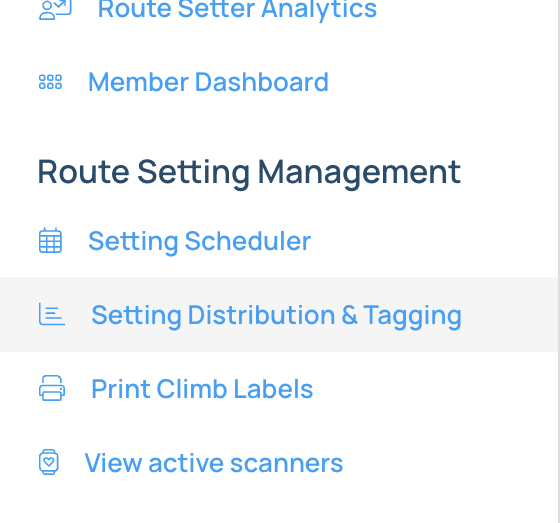 Route Setter Analytics
Member Dashboard
Route Setting Management
Setting Scheduler
Setting Distribution & Tagging
Print Climb Labels
View active scanners